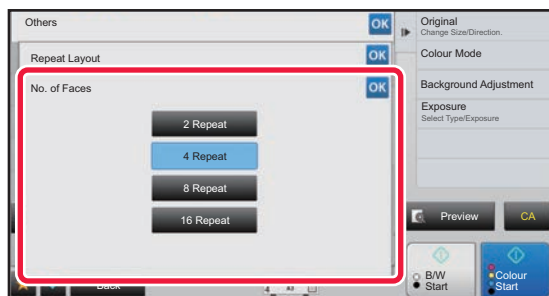 Others
OK
Repeat Layout
OK
No. of Faces
OK
2 Repeat
4 Repeat
8 Repeat
16 Repeat
Back
Original
Change Size/Direction.
Colour Mode
Background Adjustment
Exposure
Select Type/Exposure
Preview
CA
B/W
Start
Colour
Start